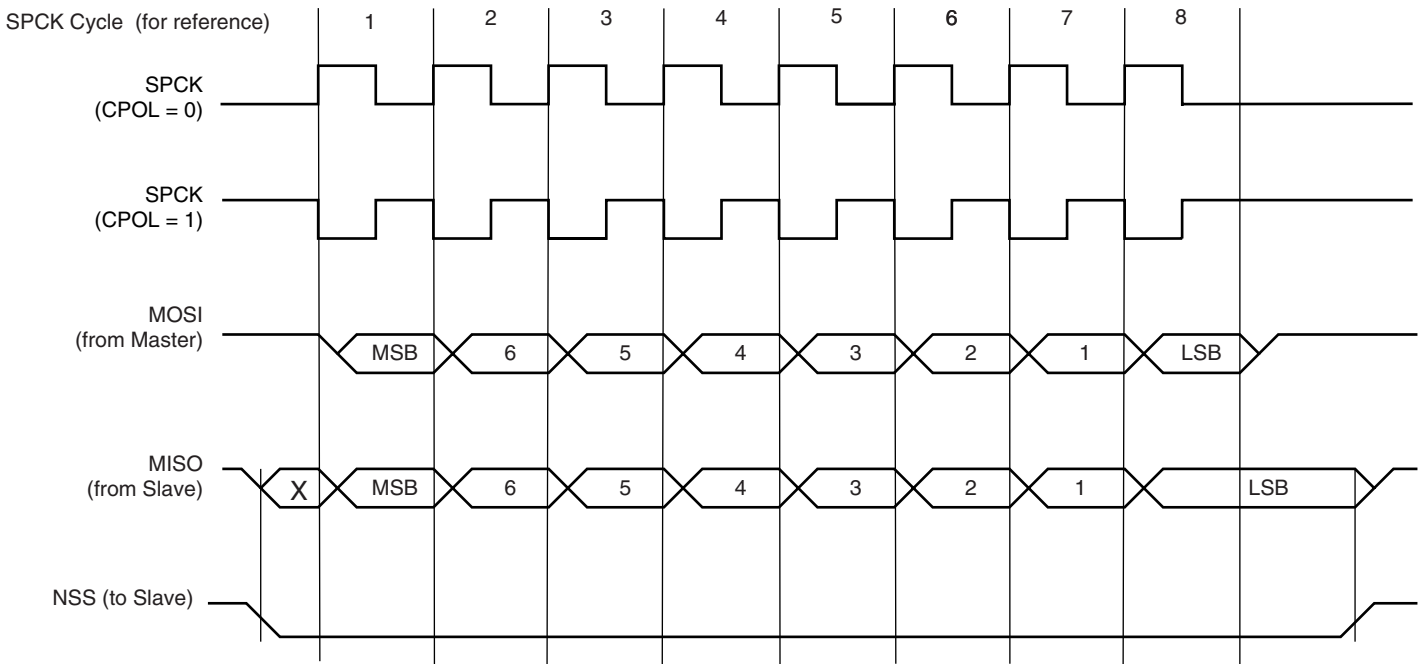 SPCK Cycle (for reference) 1 2 3 4 5 6 7 8
SPCK
(CPOL = 0)
SPCK
(CPOL = 1)
MOSI
(from Master)
MSB 6 5 4 3 2 1 LSB
MISO
(from Slave)
X MSB 6 5 4 3 2 1 LSB
NSS (to Slave)